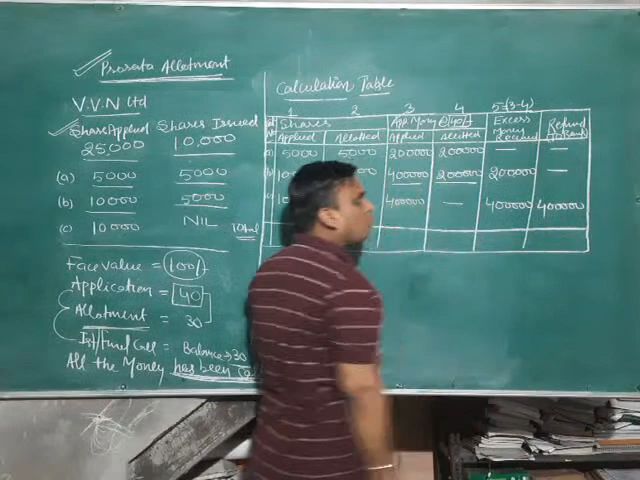 Prorata Allotment
V.V.N Ltd
Share Applied Shares Issued
25,000 10,000
(a) 5000 5000
(b) 10000 5000
(c) 10000 NIL
Face value = 100/-
Application = 40
Allotment = 30
Ist/Final Call = Balance → 30
All the Money has been
Calculation Table
1 2 3 4 5=(3-4)
Shares App. Money @40/- Excess Money Received Refund
Applied Allotted Applied Allotted
(a) 5000 5000 200000 200000 — —
400000 200000 200000 —
400000 — 400000 400000
Total